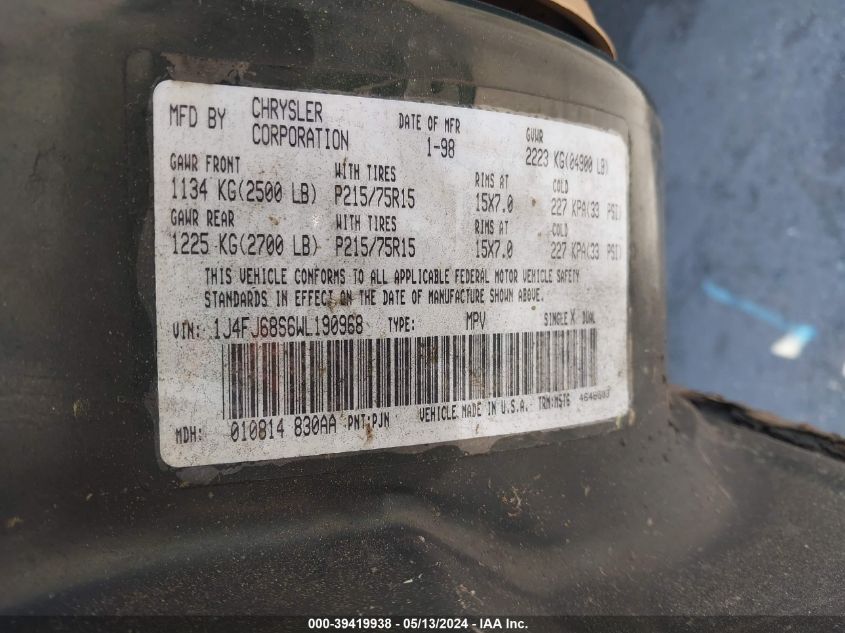 MFD BY CHRYSLER CORPORATION DATE OF MFR 1-98 GVWR 2223 KG(04900 LB)
GAWR FRONT WITH TIRES RIMS AT COLD
1134 KG(2500 LB) P215/75R15 15X7.0 227 KPA(33 PSI)
GAWR REAR WITH TIRES RIMS AT COLD
1225 KG(2700 LB) P215/75R15 15X7.0 227 KPA(33 PSI)
THIS VEHICLE CONFORMS TO ALL APPLICABLE FEDERAL MOTOR VEHICLE SAFETY
STANDARDS IN EFFECT ON THE DATE OF MANUFACTURE SHOWN ABOVE.
VIN: 1J4FJ68S6WL190968 TYPE: MPV SINGLE X DUAL
MDH: 010814 830AA PNT:PJN VEHICLE MADE IN U.S.A. TRM:M5T6
000-39419938 - 05/13/2024 - IAA Inc.